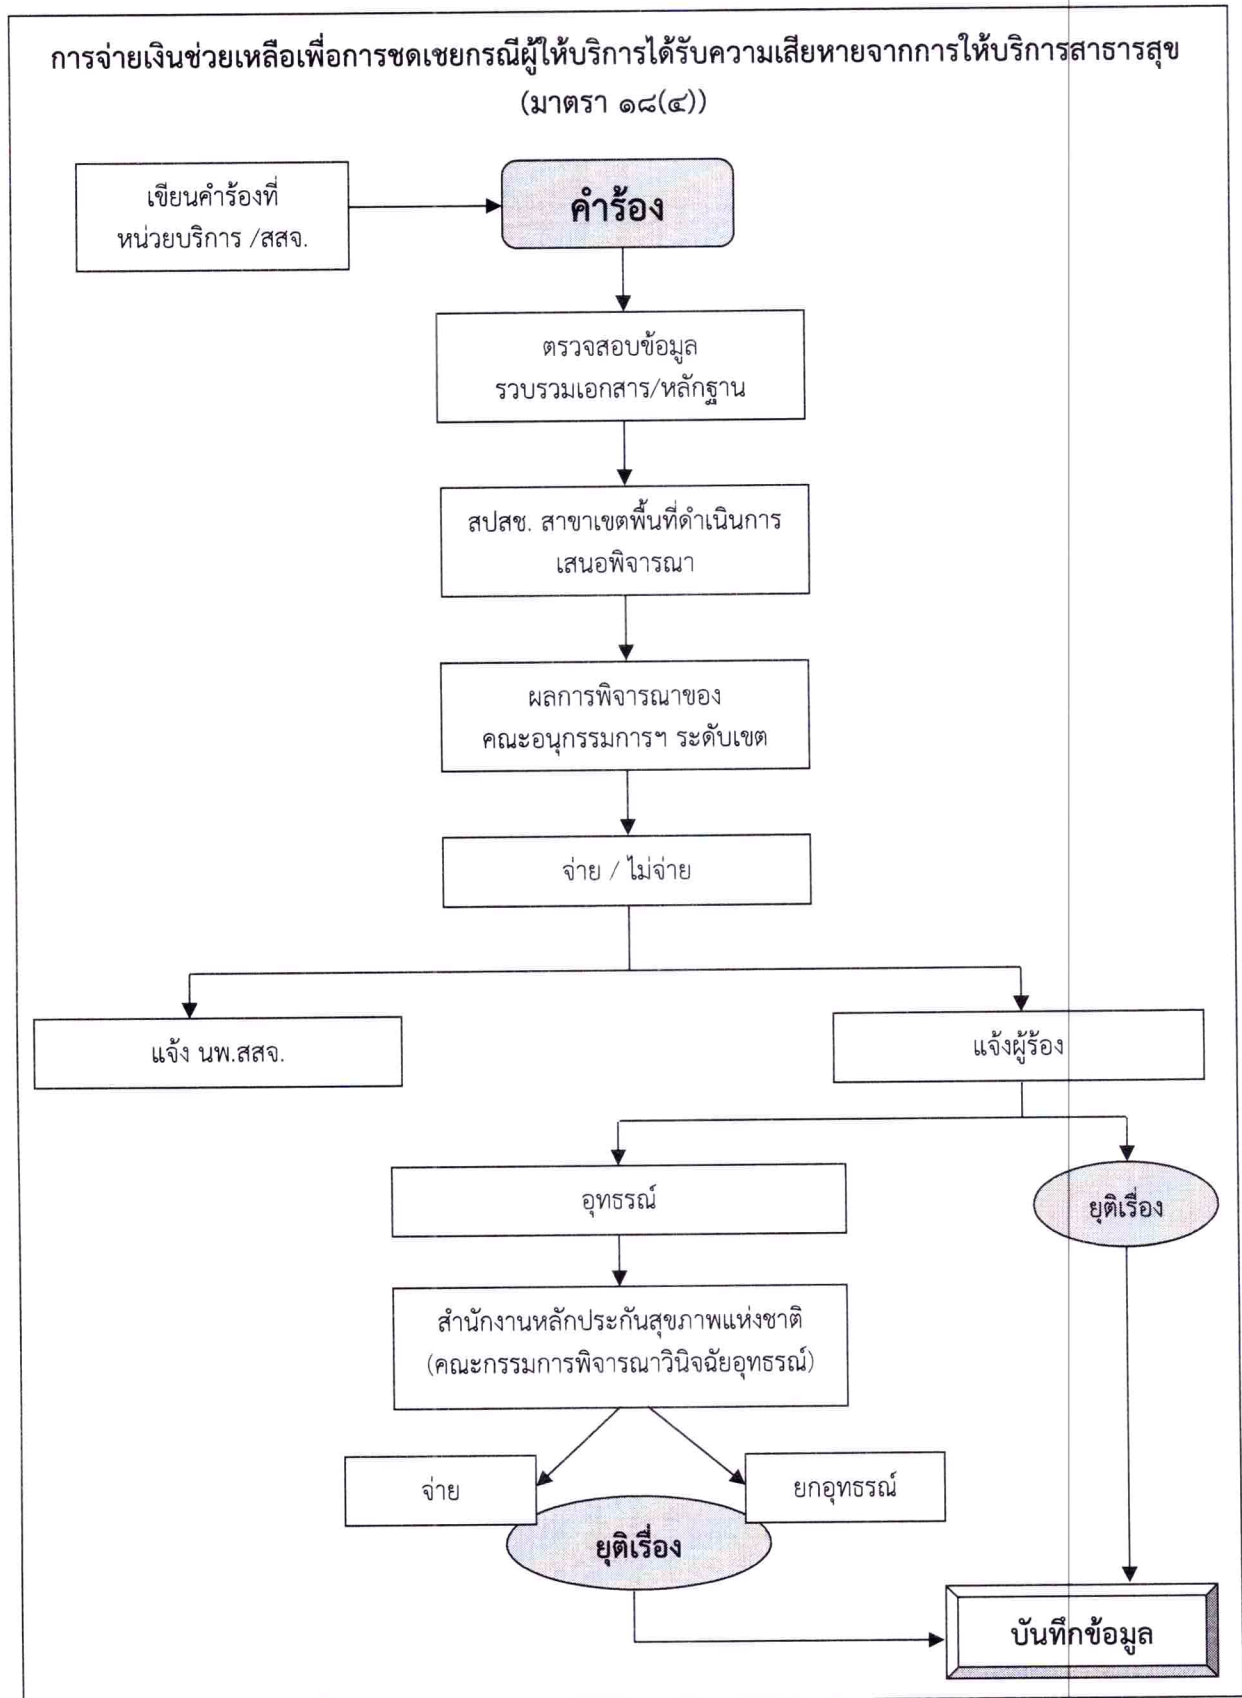 การจ่ายเงินช่วยเหลือเพื่อการชดเชยกรณีผู้ให้บริการได้รับความเสียหายจากการให้บริการสาธารสุข
(มาตรา ๑๘(๔))
เขียนคำร้องที่
หน่วยบริการ /สสจ.
คำร้อง
ตรวจสอบข้อมูล
รวบรวมเอกสาร/หลักฐาน
สปสช. สาขาเขตพื้นที่ดำเนินการ
เสนอพิจารณา
ผลการพิจารณาของ
คณะอนุกรรมการฯ ระดับเขต
จ่าย / ไม่จ่าย
แจ้ง นพ.สสจ.
แจ้งผู้ร้อง
อุทธรณ์
ยุติเรื่อง
สำนักงานหลักประกันสุขภาพแห่งชาติ
(คณะกรรมการพิจารณาวินิจฉัยอุทธรณ์)
จ่าย
ยกอุทธรณ์
ยุติเรื่อง
บันทึกข้อมูล